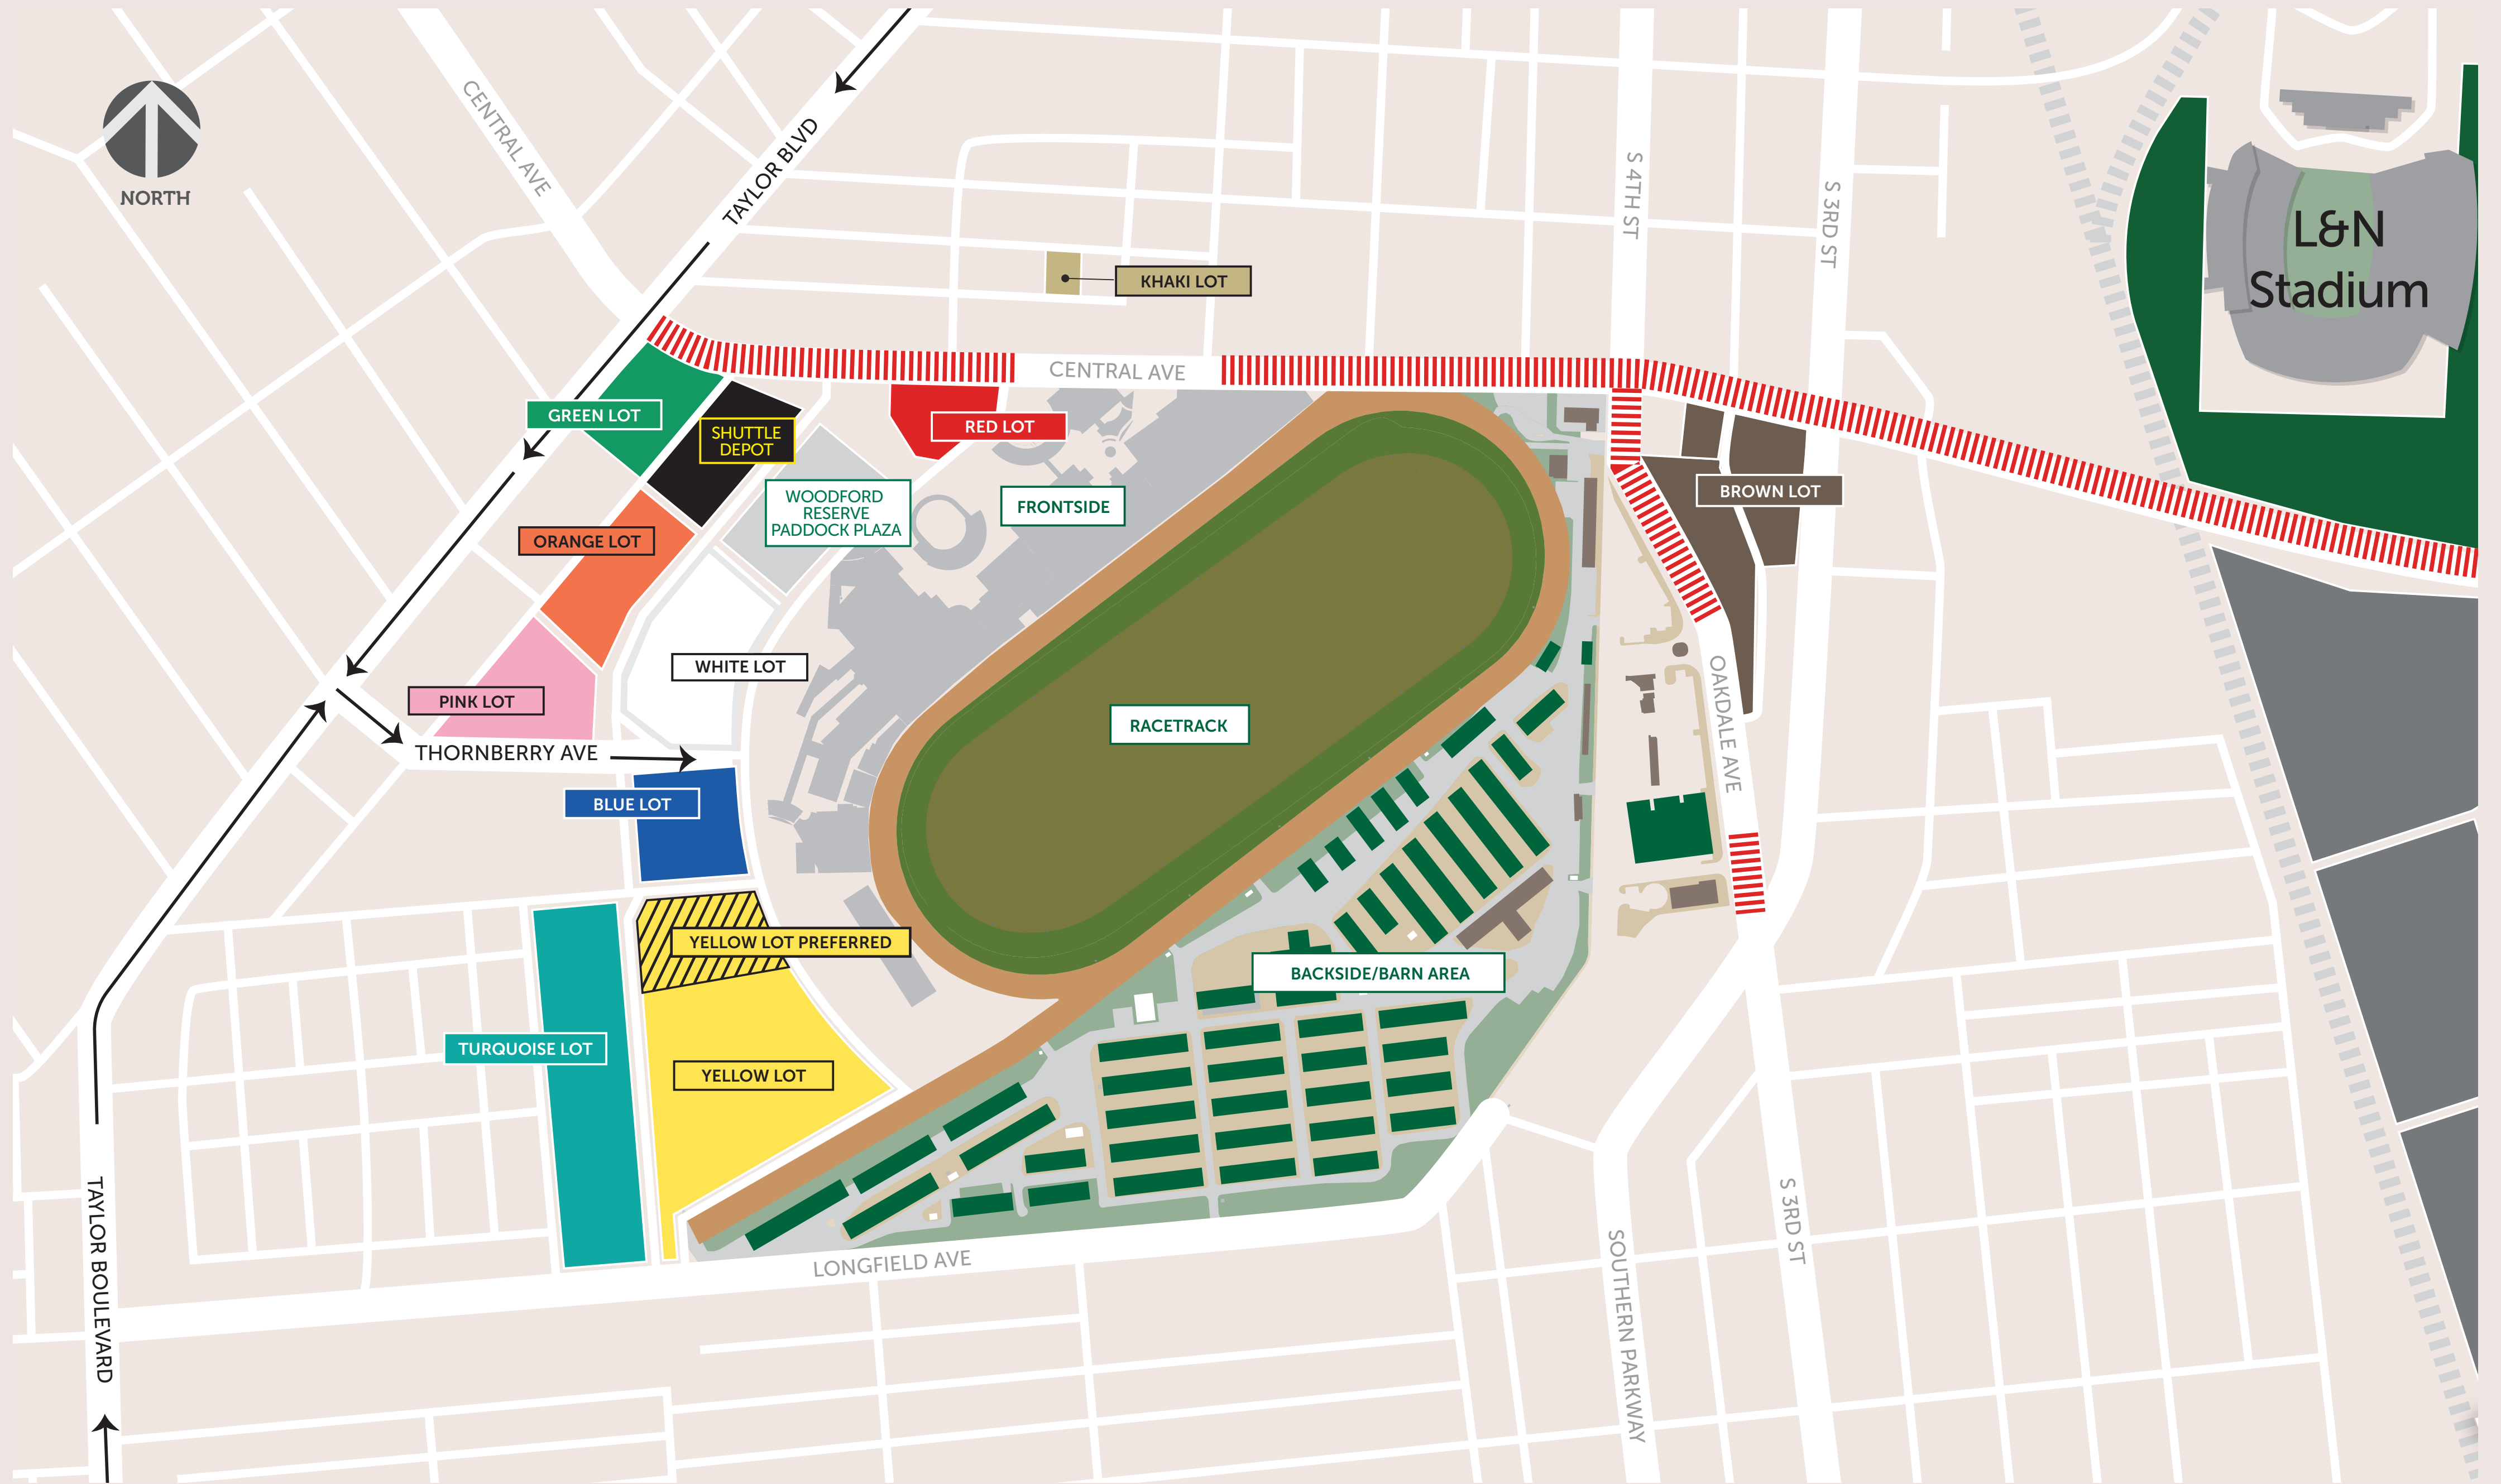 CENTRAL AVE
TAYLOR BLVD
NORTH
S 4TH ST
S 3RD ST
L&N
Stadium
KHAKI LOT
CENTRAL AVE
GREEN LOT
SHUTTLE
DEPOT
RED LOT
WOODFORD
RESERVE
PADDOCK PLAZA
FRONTSIDE
BROWN LOT
ORANGE LOT
WHITE LOT
PINK LOT
RACETRACK
OAKDALE AVE
THORNBERRY AVE
BLUE LOT
YELLOW LOT PREFERRED
BACKSIDE/BARN AREA
TURQUOISE LOT
YELLOW LOT
TAYLOR BOULEVARD
LONGFIELD AVE
SOUTHERN PARKWAY
S 3RD ST